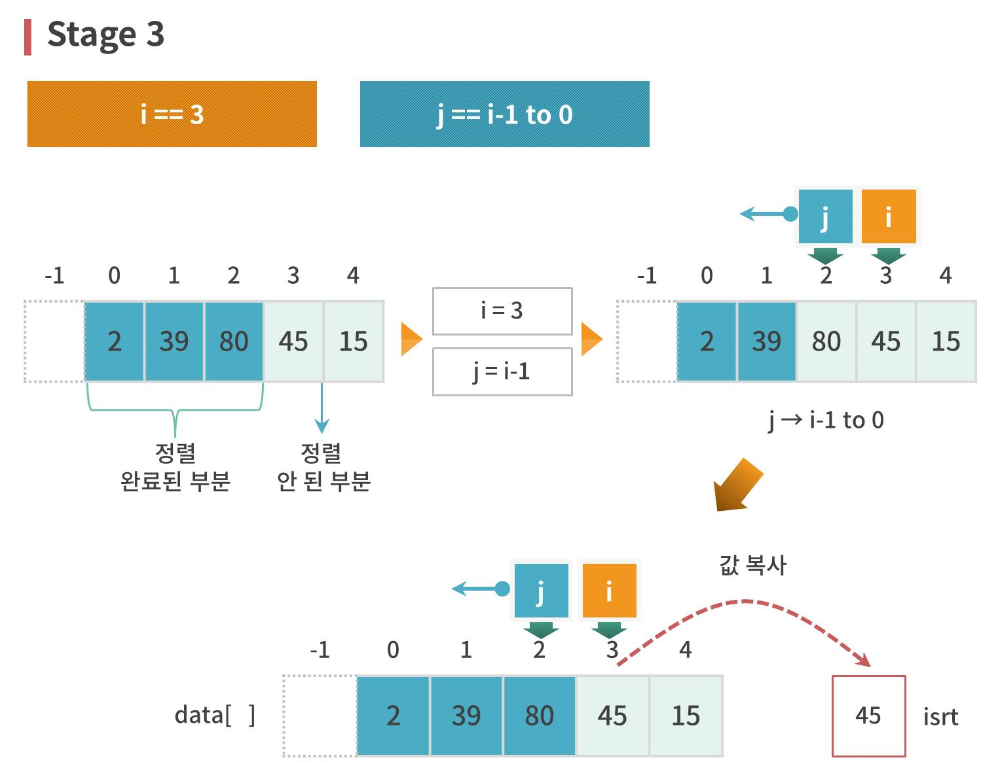 Stage 3
i == 3
j == i-1 to 0
j i
-1 0 1 2 3 4
2 39 80 45 15
i = 3
j = i-1
-1 0 1 2 3 4
2 39 80 45 15
정렬
완료된 부분
정렬
안 된 부분
j → i-1 to 0
값 복사
j i
-1 0 1 2 3 4
data[ ] 2 39 80 45 15
45 isrt